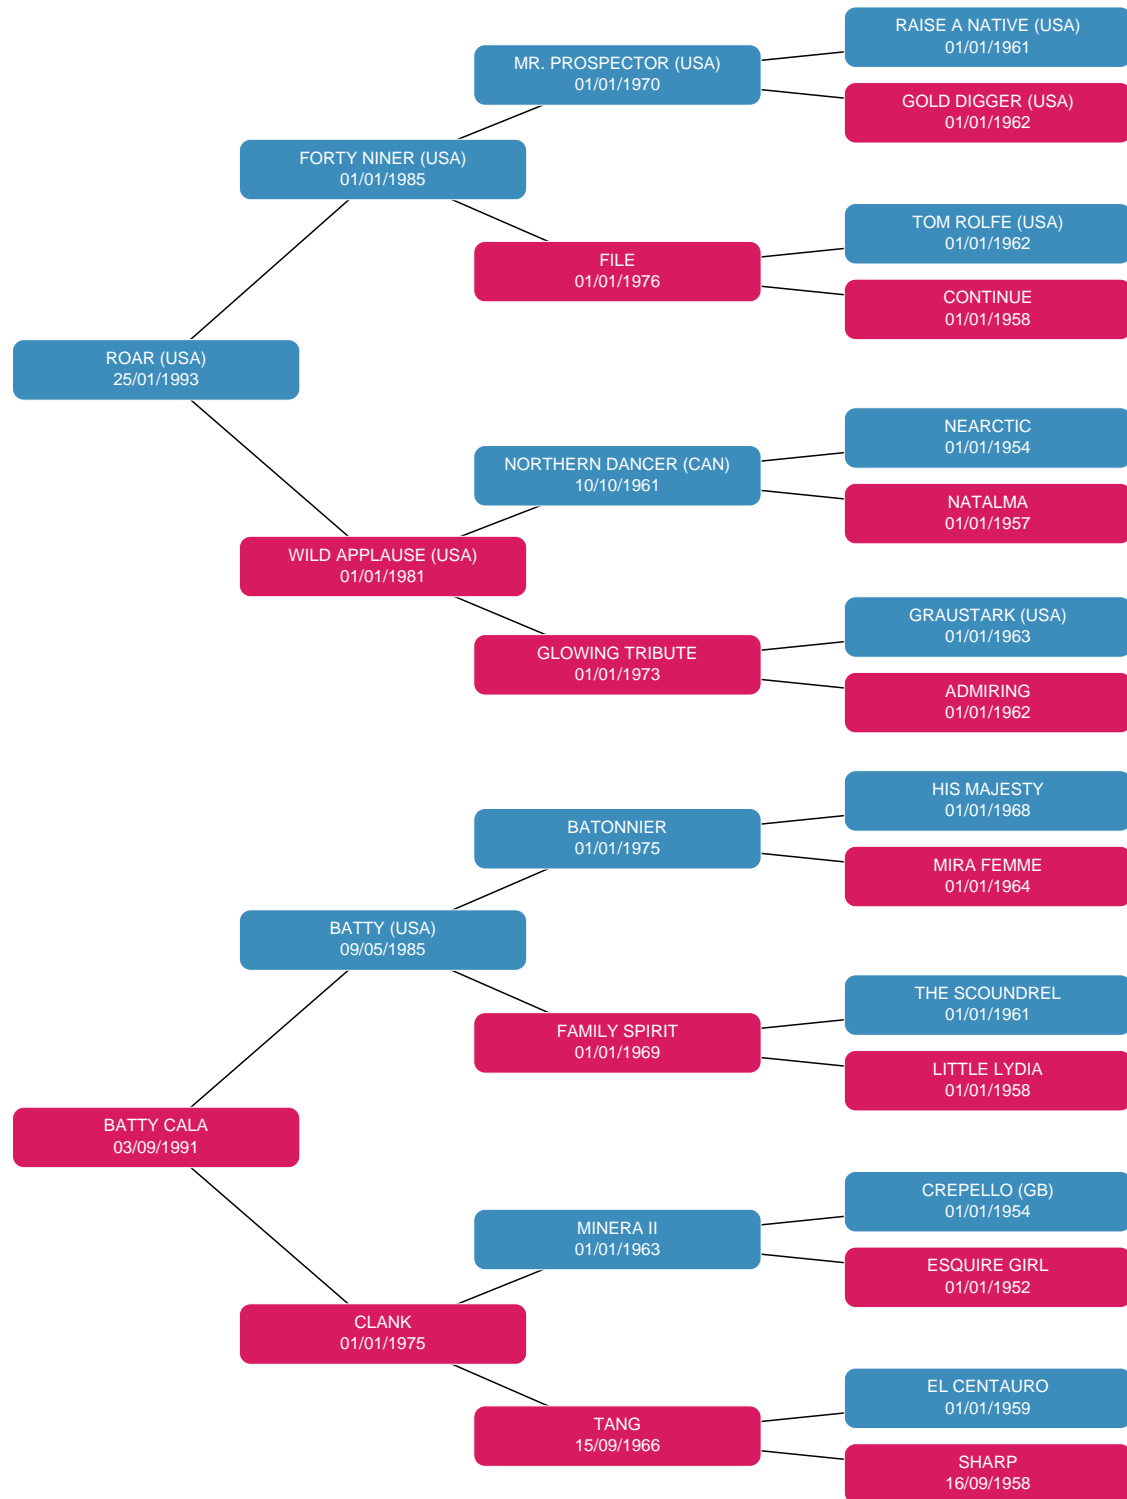 RAISE A NATIVE (USA)
01/01/1961
MR. PROSPECTOR (USA)
01/01/1970
GOLD DIGGER (USA)
01/01/1962
FORTY NINER (USA)
01/01/1985
TOM ROLFE (USA)
01/01/1962
FILE
01/01/1976
CONTINUE
01/01/1958
ROAR (USA)
25/01/1993
NEARCTIC
01/01/1954
NORTHERN DANCER (CAN)
10/10/1961
NATALMA
01/01/1957
WILD APPLAUSE (USA)
01/01/1981
GRAUSTARK (USA)
01/01/1963
GLOWING TRIBUTE
01/01/1973
ADMIRING
01/01/1962
HIS MAJESTY
01/01/1968
BATONNIER
01/01/1975
MIRA FEMME
01/01/1964
BATTY (USA)
09/05/1985
THE SCOUNDREL
01/01/1961
FAMILY SPIRIT
01/01/1969
LITTLE LYDIA
01/01/1958
BATTY CALA
03/09/1991
CREPELLO (GB)
01/01/1954
MINERA II
01/01/1963
ESQUIRE GIRL
01/01/1952
CLANK
01/01/1975
EL CENTAURO
01/01/1959
TANG
15/09/1966
SHARP
16/09/1958